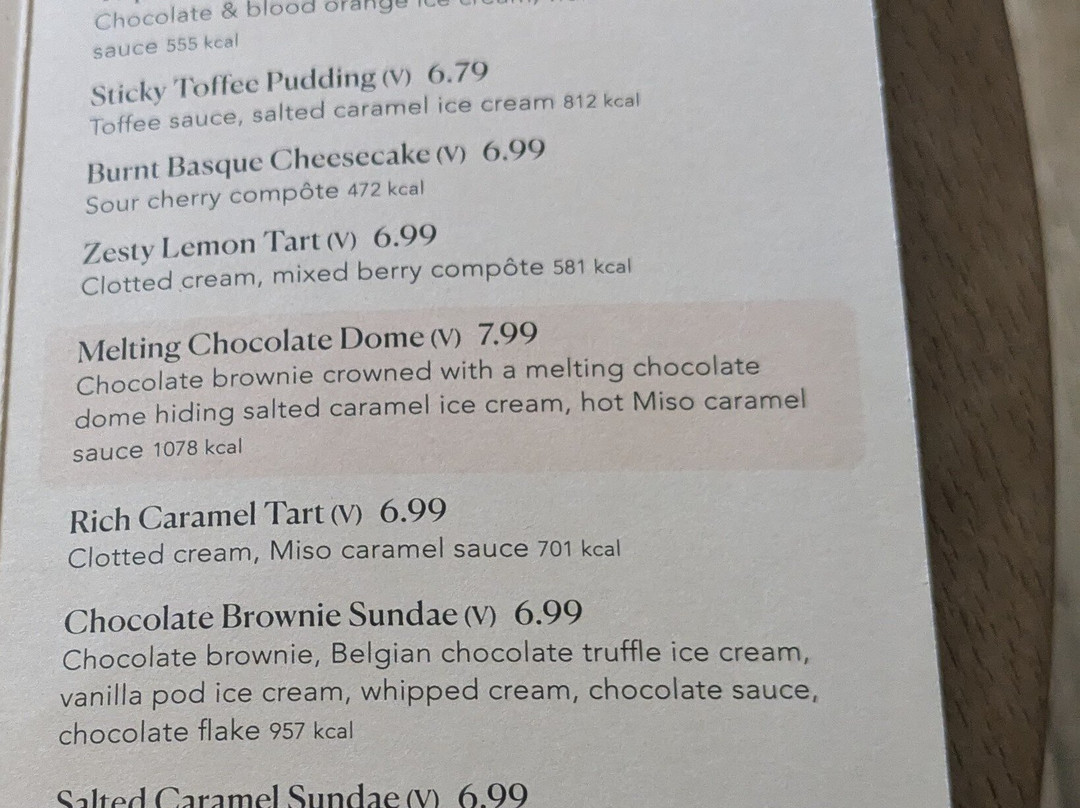 Chocolate & blood orange ice cream,
sauce 555 kcal
Sticky Toffee Pudding (V) 6.79
Toffee sauce, salted caramel ice cream 812 kcal
Burnt Basque Cheesecake (V) 6.99
Sour cherry compôte 472 kcal
Zesty Lemon Tart (V) 6.99
Clotted cream, mixed berry compôte 581 kcal
Melting Chocolate Dome (V) 7.99
Chocolate brownie crowned with a melting chocolate
dome hiding salted caramel ice cream, hot Miso caramel
sauce 1078 kcal
Rich Caramel Tart (V) 6.99
Clotted cream, Miso caramel sauce 701 kcal
Chocolate Brownie Sundae (V) 6.99
Chocolate brownie, Belgian chocolate truffle ice cream,
vanilla pod ice cream, whipped cream, chocolate sauce,
chocolate flake 957 kcal
Salted Caramel Sundae (V) 6.99